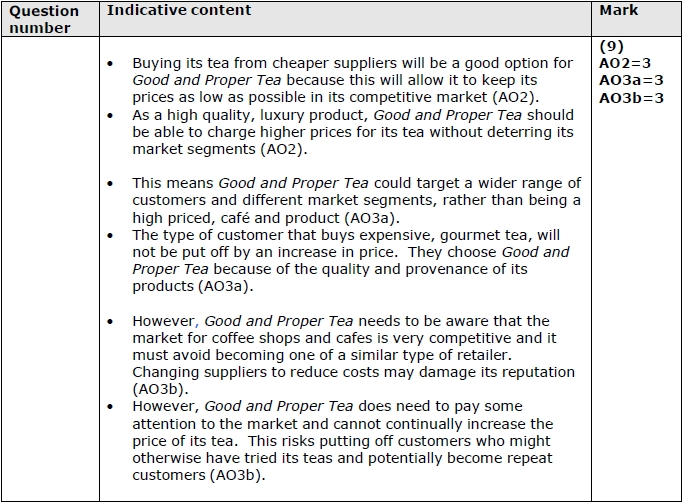 Question number
Indicative content
Mark
• Buying its tea from cheaper suppliers will be a good option for
Good and Proper Tea because this will allow it to keep its
prices as low as possible in its competitive market (AO2).
• As a high quality, luxury product, Good and Proper Tea should
be able to charge higher prices for its tea without deterring its
market segments (AO2).
• This means Good and Proper Tea could target a wider range of
customers and different market segments, rather than being a
high priced, café and product (AO3a).
• The type of customer that buys expensive, gourmet tea, will
not be put off by an increase in price. They choose Good and
Proper Tea because of the quality and provenance of its
products (AO3a).
• However, Good and Proper Tea needs to be aware that the
market for coffee shops and cafes is very competitive and it
must avoid becoming one of a similar type of retailer.
Changing suppliers to reduce costs may damage its reputation
(AO3b).
• However, Good and Proper Tea does need to pay some
attention to the market and cannot continually increase the
price of its tea. This risks putting off customers who might
otherwise have tried its teas and potentially become repeat
customers (AO3b).
(9)
AO2=3
AO3a=3
AO3b=3